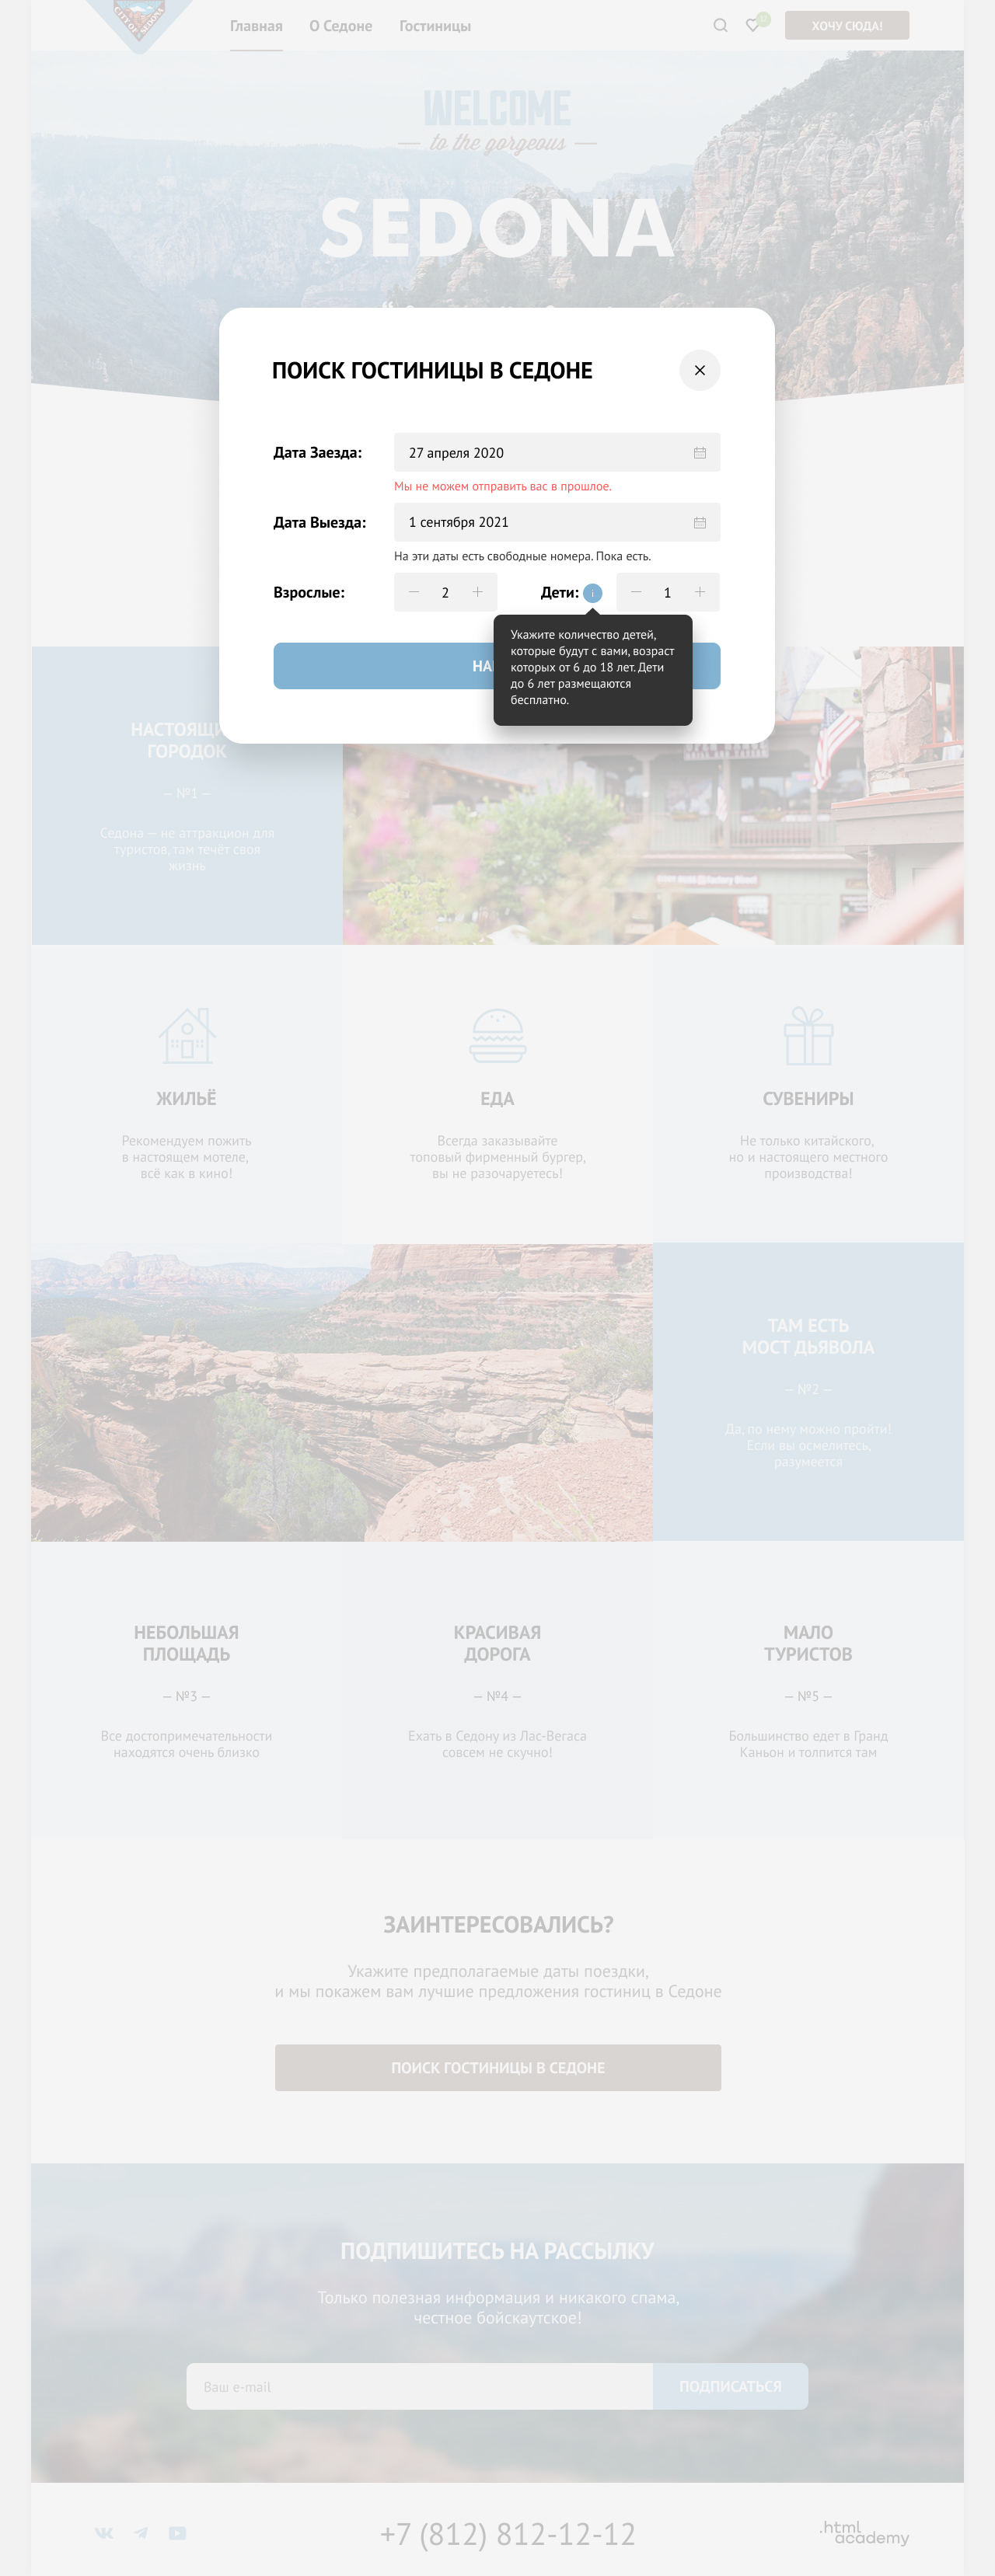 CITY OF SEDONA
Главная
О Седоне
Гостиницы
ХОЧУ СЮДА!
WELCOME
to the gorgeous
SEDONA
ПОИСК ГОСТИНИЦЫ В СЕДОНЕ
Дата Заезда:
27 апреля 2020
Мы не можем отправить вас в прошлое.
Дата Выезда:
1 сентября 2021
На эти даты есть свободные номера. Пока есть.
Взрослые:
— 2 +
Дети: i
— 1 +
Укажите количество детей,
которые будут с вами, возраст
которых от 6 до 18 лет. Дети
до 6 лет размещаются
бесплатно.
ГОРОДОК
— №1 —
Седона — не аттракцион для
туристов, там течёт своя
жизнь
ЖИЛЬЁ
Рекомендуем пожить
в настоящем мотеле,
всё как в кино!
ЕДА
Всегда заказывайте
топовый фирменный бургер,
вы не разочаруетесь!
СУВЕНИРЫ
Не только китайского,
но и настоящего местного
производства!
ТАМ ЕСТЬ
МОСТ ДЬЯВОЛА
— №2 —
Да, по нему можно пройти!
Если вы осмелитесь,
разумеется
НЕБОЛЬШАЯ
ПЛОЩАДЬ
— №3 —
Все достопримечательности
находятся очень близко
КРАСИВАЯ
ДОРОГА
— №4 —
Ехать в Седону из Лас-Вегаса
совсем не скучно!
МАЛО
ТУРИСТОВ
— №5 —
Большинство едет в Гранд
Каньон и толпится там
ЗАИНТЕРЕСОВАЛИСЬ?
Укажите предполагаемые даты поездки,
и мы покажем вам лучшие предложения гостиниц в Седоне
ПОИСК ГОСТИНИЦЫ В СЕДОНЕ
ПОДПИШИТЕСЬ НА РАССЫЛКУ
Только полезная информация и никакого спама,
честное бойскаутское!
Ваш e-mail
ПОДПИСАТЬСЯ
+7 (812) 812-12-12
.html
academy